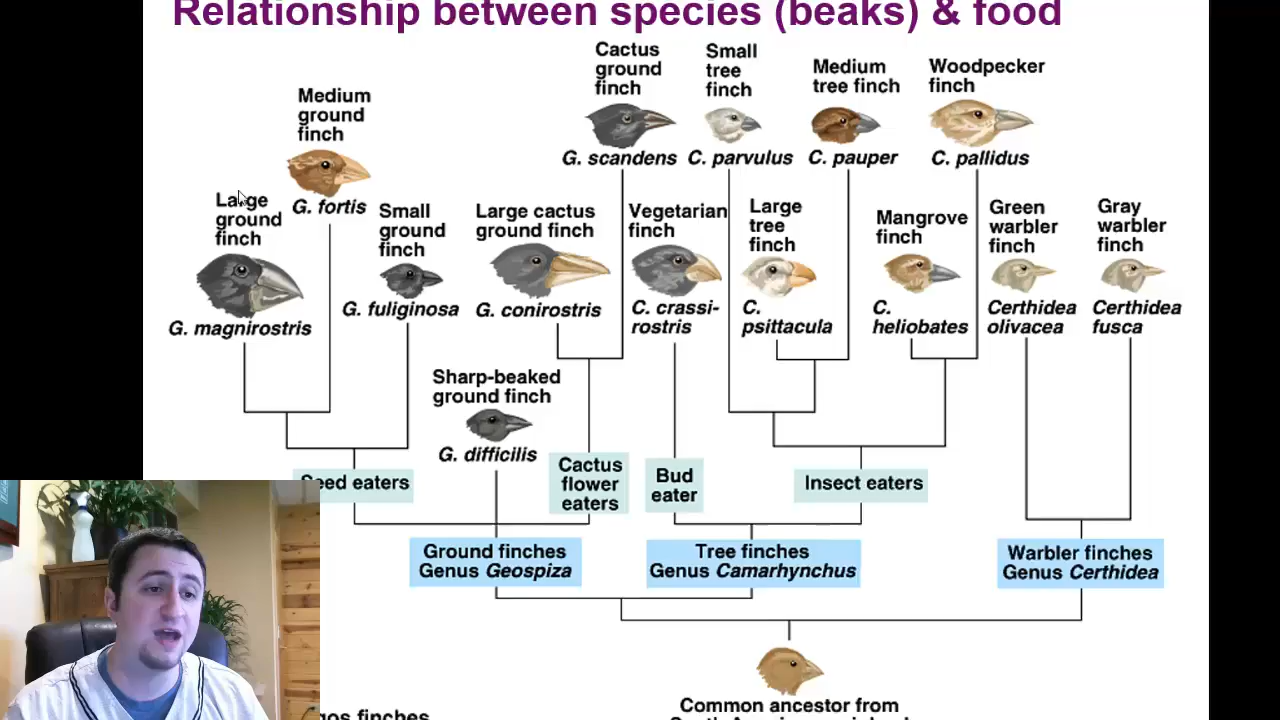 Relationship between species (beaks) & food
Cactus
ground
finch
Small
tree
finch
Medium
tree finch
Woodpecker
finch
Medium
ground
finch
G. scandens
C. parvulus
C. pauper
C. pallidus
Large
ground
finch
G. fortis
Small
ground
finch
Large cactus
ground finch
Vegetarian
finch
Large
tree
finch
Mangrove
finch
Green
warbler
finch
Gray
warbler
finch
G. magnirostris
G. fuliginosa
G. conirostris
C. crassi-
rostris
C.
psittacula
C.
heliobates
Certhidea
olivacea
Certhidea
fusca
Sharp-beaked
ground finch
G. difficilis
Seed eaters
Cactus
flower
eaters
Bud
eater
Insect eaters
Ground finches
Genus Geospiza
Tree finches
Genus Camarhynchus
Warbler finches
Genus Certhidea
Common ancestor from
finches